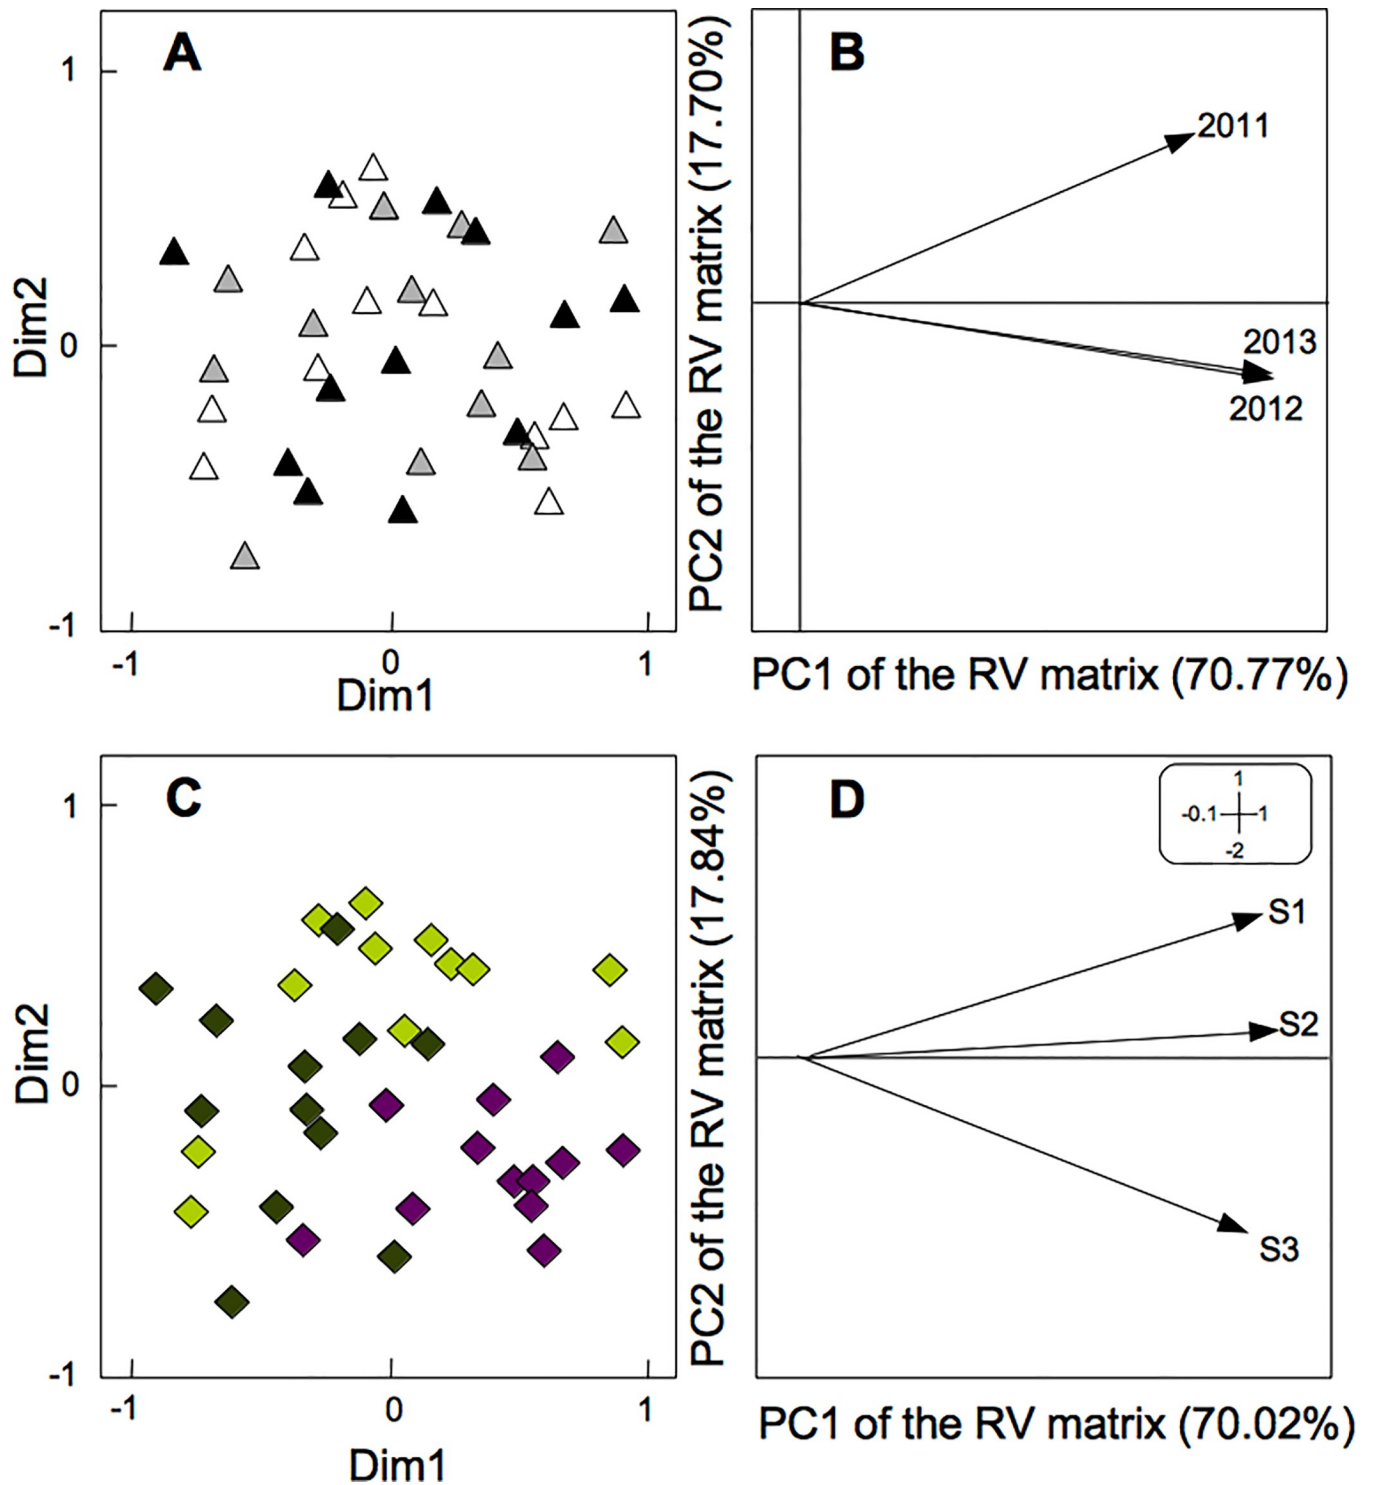 A
1
0
-1
Dim2
-1
0
1
Dim1
B
PC2 of the RV matrix (17.70%)
2011
2013
2012
PC1 of the RV matrix (70.77%)
C
1
0
-1
Dim2
-1
0
1
Dim1
D
PC2 of the RV matrix (17.84%)
1
-0.1 1
-2
S1
S2
S3
PC1 of the RV matrix (70.02%)